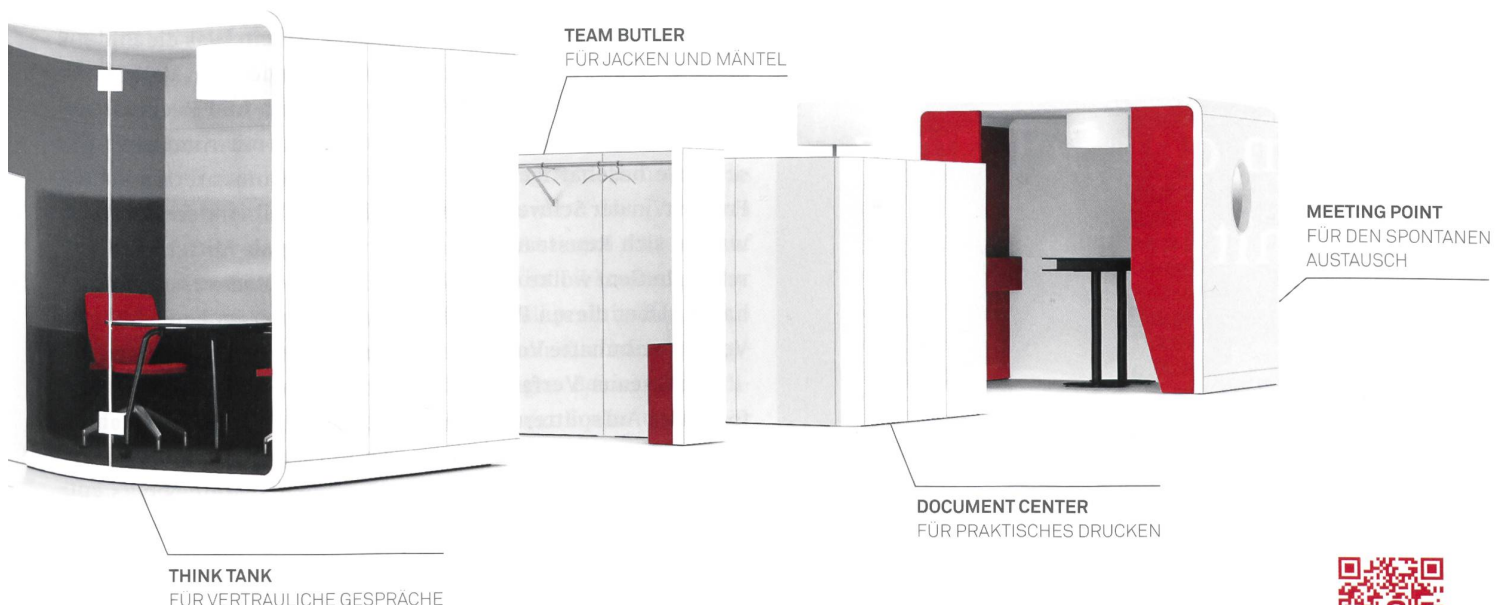 TEAM BUTLER
FÜR JACKEN UND MÄNTEL
MEETING POINT
FÜR DEN SPONTANEN
AUSTAUSCH
DOCUMENT CENTER
FÜR PRAKTISCHES DRUCKEN
THINK TANK
FÜR VERTRAULICHE GESPRÄCHE